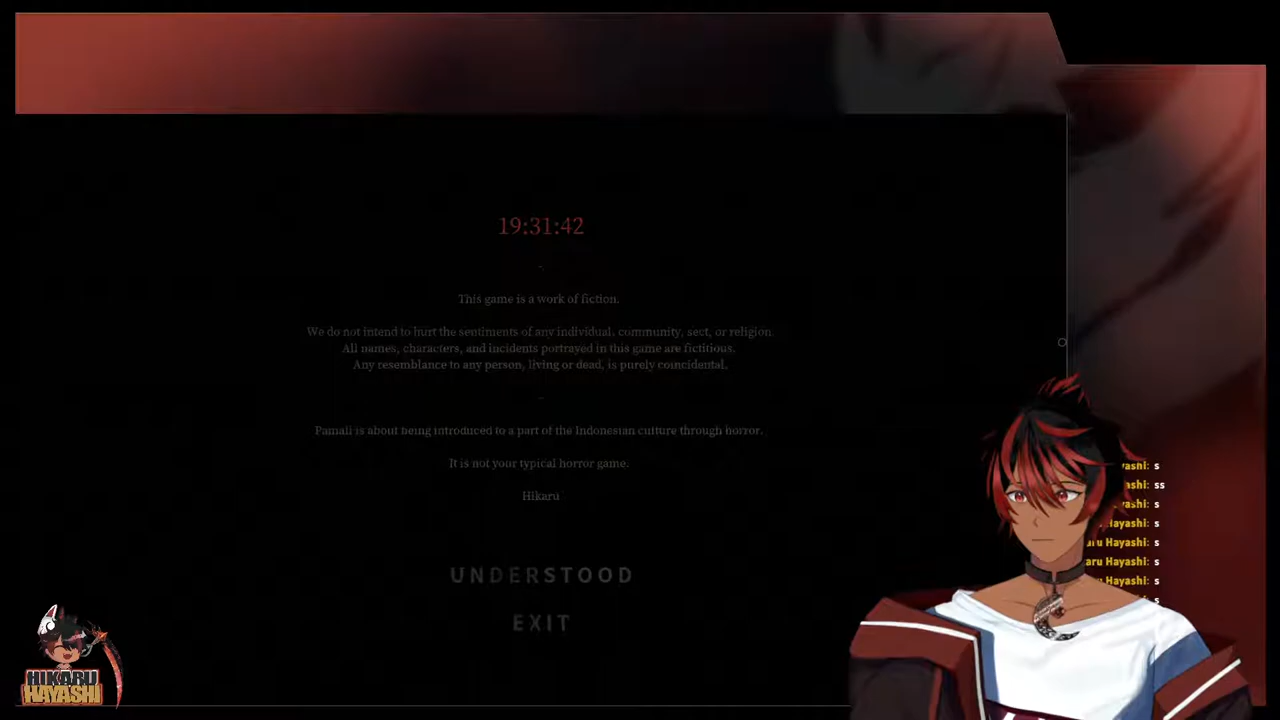 19:31:42
-
This game is a work of fiction.
We do not intend to hurt the sentiments of any individual, community, sect, or religion.
All names, characters, and incidents portrayed in this game are fictitious.
Any resemblance to any person, living or dead, is purely coincidental.
-
Pamali is about being introduced to a part of the Indonesian culture through horror.
It is not your typical horror game.
Hikaru
UNDERSTOOD
EXIT
ashi: s
ashi: ss
s
Hayashi: s
aru Hayashi: s
aru Hayashi: s
Hayashi: s
s
HIKARU
HAYASHI